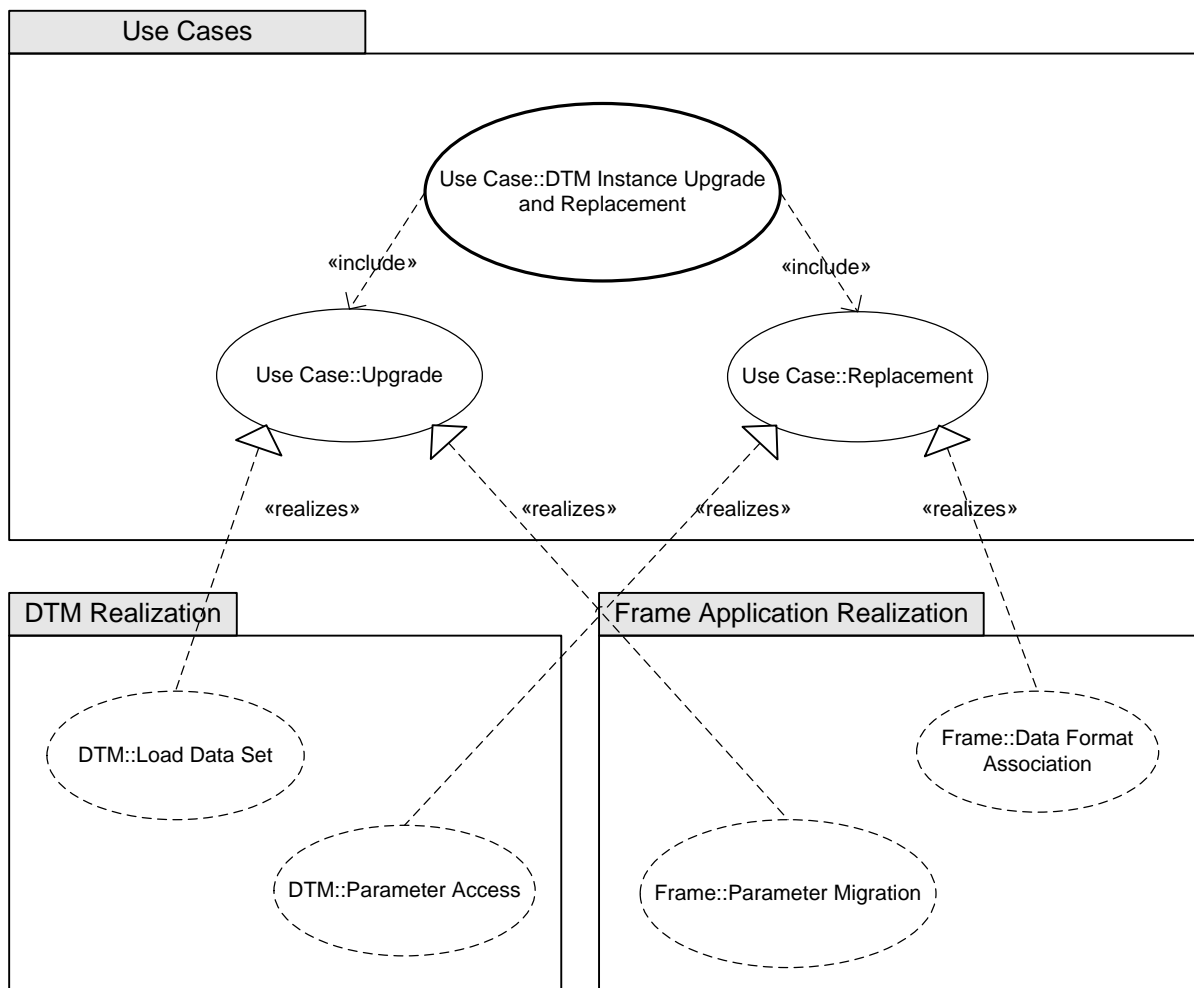 Use Cases
Use Case::DTM Instance Upgrade
and Replacement
«include»
«include»
Use Case::Upgrade
Use Case::Replacement
«realizes»
«realizes»
«realizes»
«realizes»
DTM Realization
Frame Application Realization
DTM::Load Data Set
Frame::Data Format
Association
DTM::Parameter Access
Frame::Parameter Migration